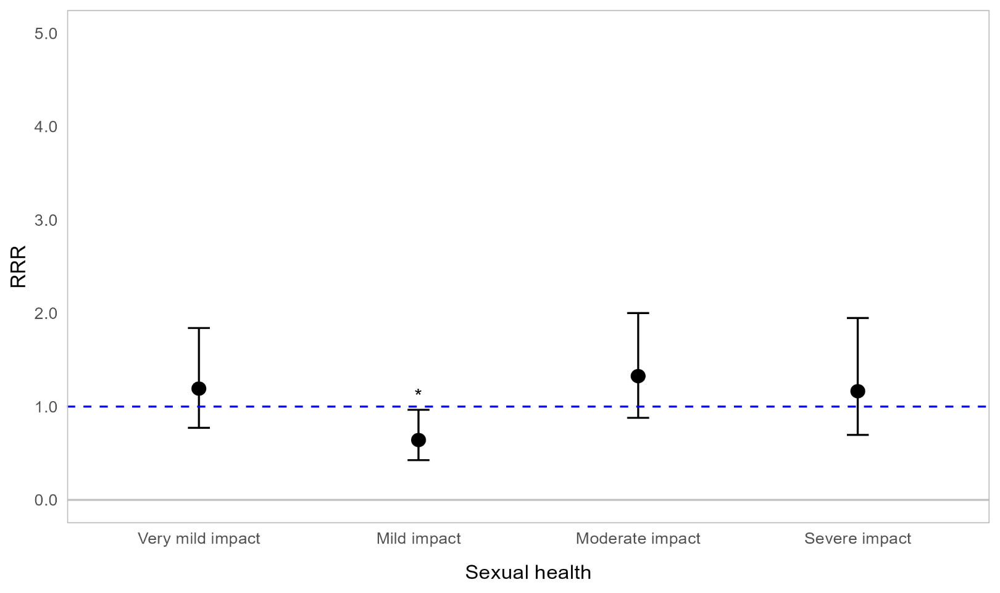 5.0
4.0
3.0
2.0
1.0
0.0
RRR
*
Very mild impact
Mild impact
Moderate impact
Severe impact
Sexual health